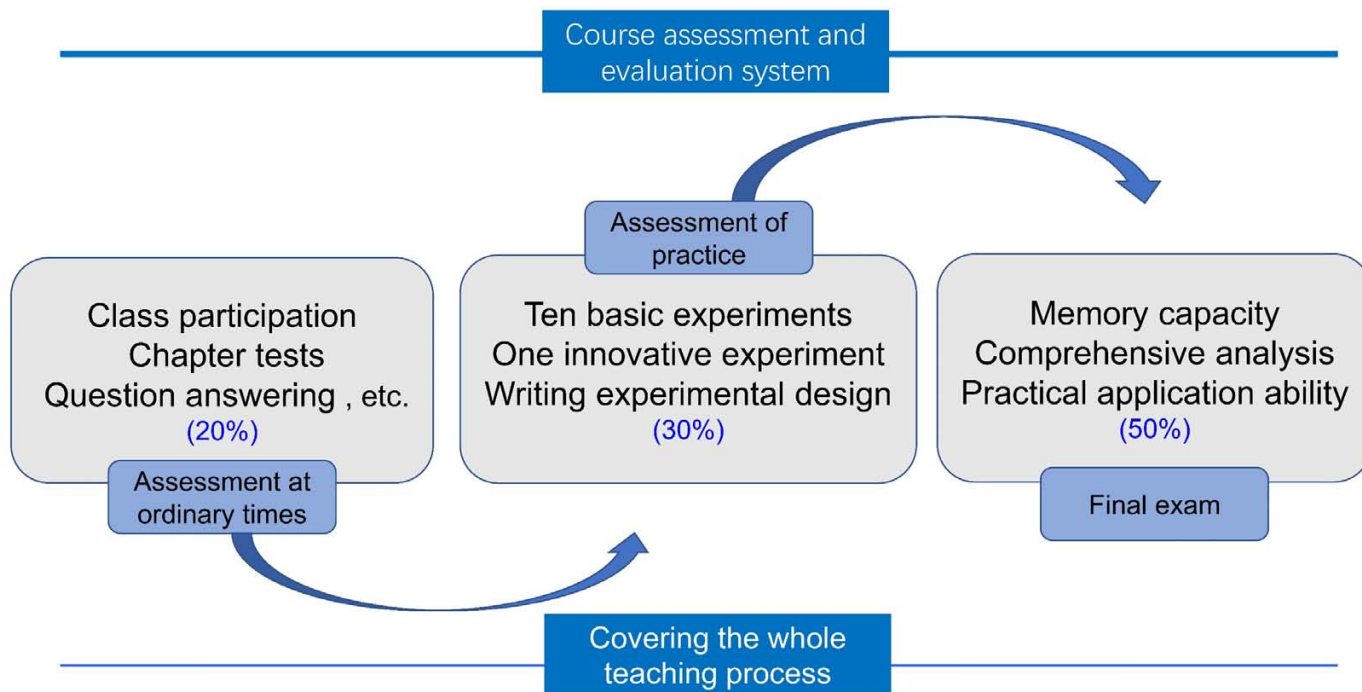 Course assessment and
evaluation system
Assessment of
practice
Class participation
Chapter tests
Question answering , etc.
(20%)
Assessment at
ordinary times
Ten basic experiments
One innovative experiment
Writing experimental design
(30%)
Memory capacity
Comprehensive analysis
Practical application ability
(50%)
Final exam
Covering the whole
teaching process